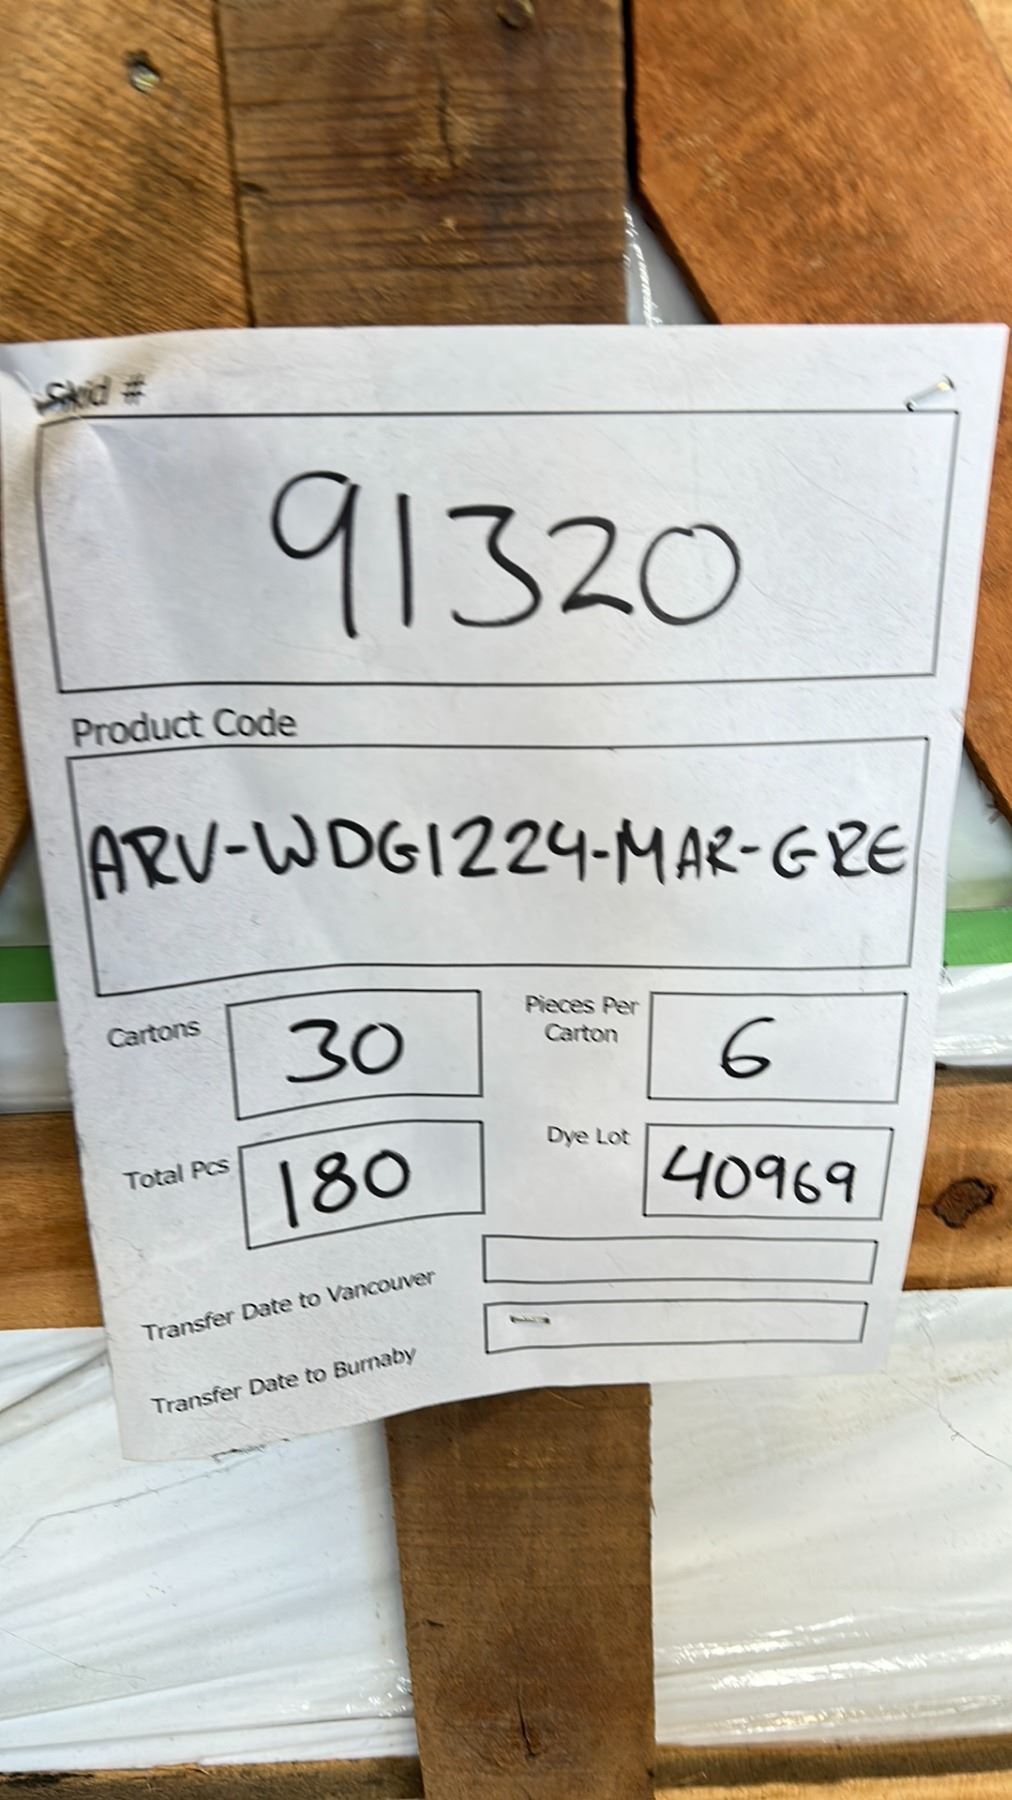 Skid #
91320
Product Code
ARV-WDG1224-MAR-GRE
Cartons
30
Pieces Per
Carton
6
Total Pcs
180
Dye Lot
40969
Transfer Date to Vancouver
Transfer Date to Burnaby